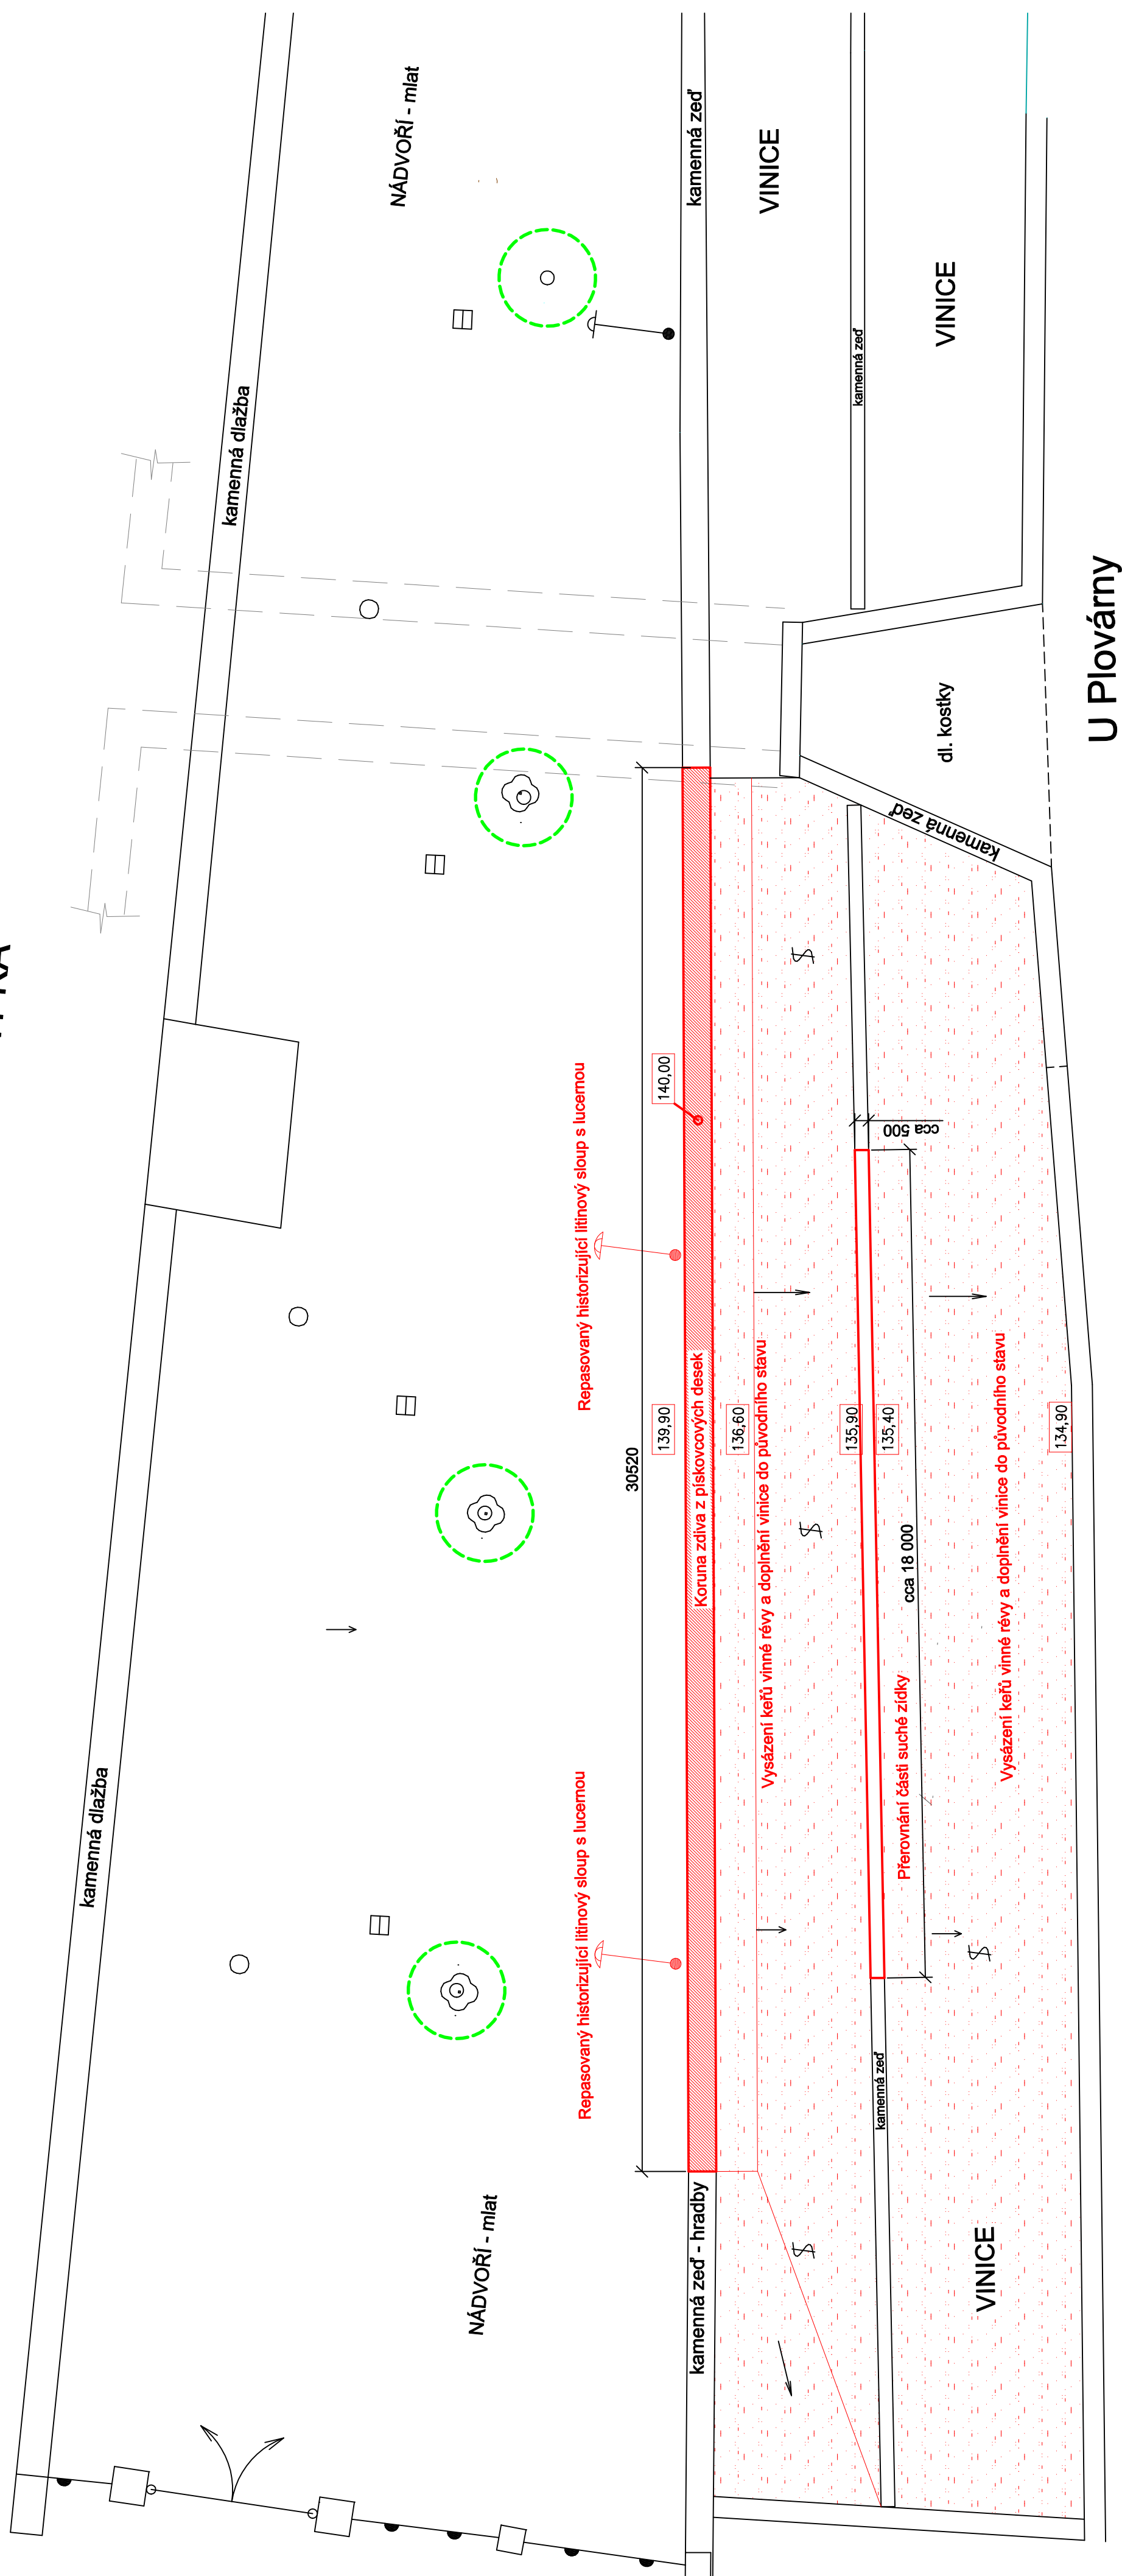 NÁDVOŘÍ - mlat
kamenná zeď
VINICE
VINICE
kamenná zeď
kamenná dlažba
U Plovárny
dl. kostky
kamenná zeď
Repasovaný historizující litinový sloup s lucernou
140,00
cca 500
30520
139,90
Koruna zdiva z pískovcových desek
136,60
Vysázení keřů vinné révy a doplnění vinice do původního stavu
135,90
135,40
cca 18 000
Přerovnání části suché zídky
Vysázení keřů vinné révy a doplnění vinice do původního stavu
134,90
kamenná dlažba
Repasovaný historizující litinový sloup s lucernou
kamenná zeď
NÁDVOŘÍ - mlat
kamenná zeď - hradby
VINICE